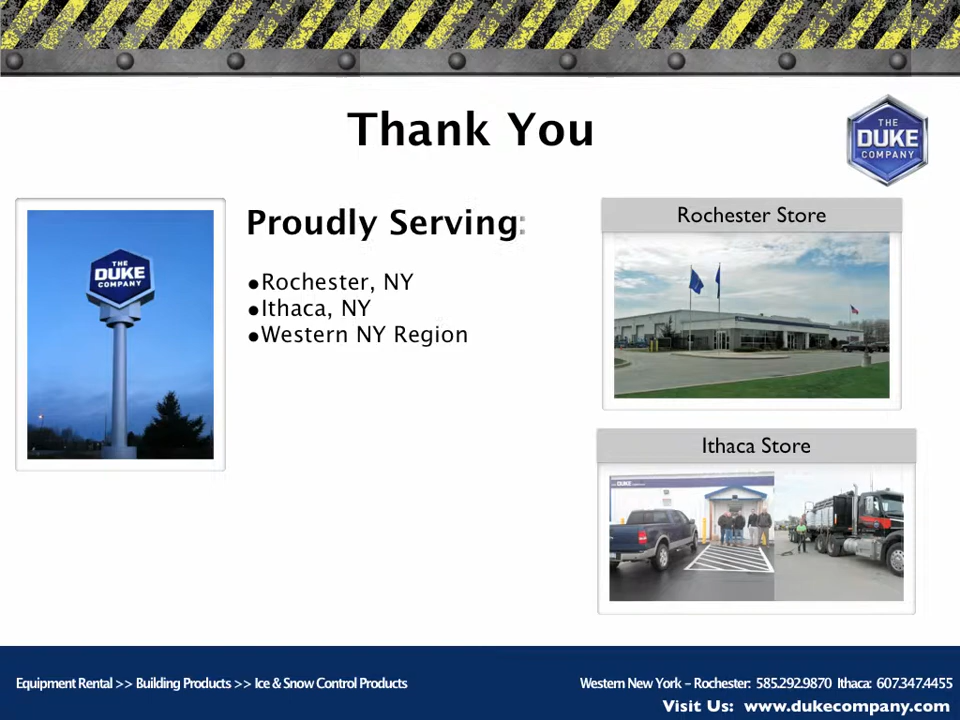 Thank You
THE
DUKE
COMPANY
THE
DUKE
COMPANY
Proudly Serving:
•Rochester, NY
•Ithaca, NY
•Western NY Region
Rochester Store
Ithaca Store
DUKE
Equipment Rental >> Building Products >> Ice & Snow Control Products
Western New York – Rochester: 585.292.9870 Ithaca: 607.347.4455
Visit Us: www.dukecompany.com